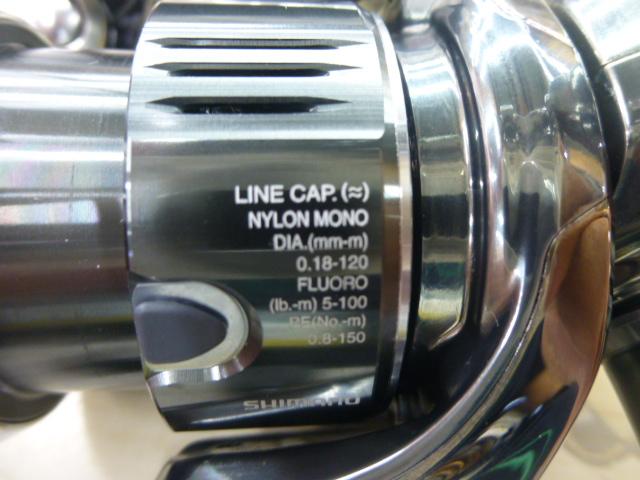 LINE CAP.(≈)
NYLON MONO
DIA.(mm-m)
0.18-120
FLUORO
(lb.-m) 5-100
PE(No.-m)
0.8-150
SHIMANO